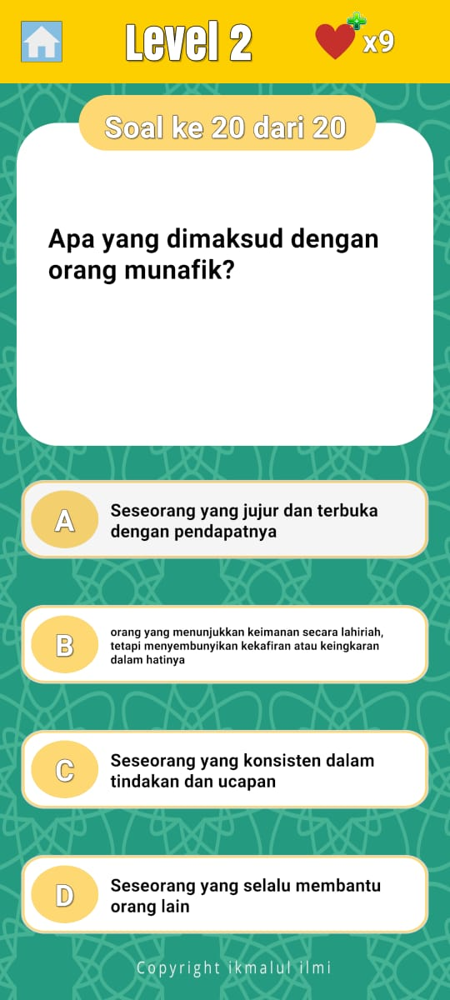 Level 2
x9
Soal ke 20 dari 20
Apa yang dimaksud dengan
orang munafik?
A
Seseorang yang jujur dan terbuka
dengan pendapatnya
B
orang yang menunjukkan keimanan secara lahiriah,
tetapi menyembunyikan kekafiran atau keingkaran
dalam hatinya
C
Seseorang yang konsisten dalam
tindakan dan ucapan
D
Seseorang yang selalu membantu
orang lain
Copyright ikmalul ilmi